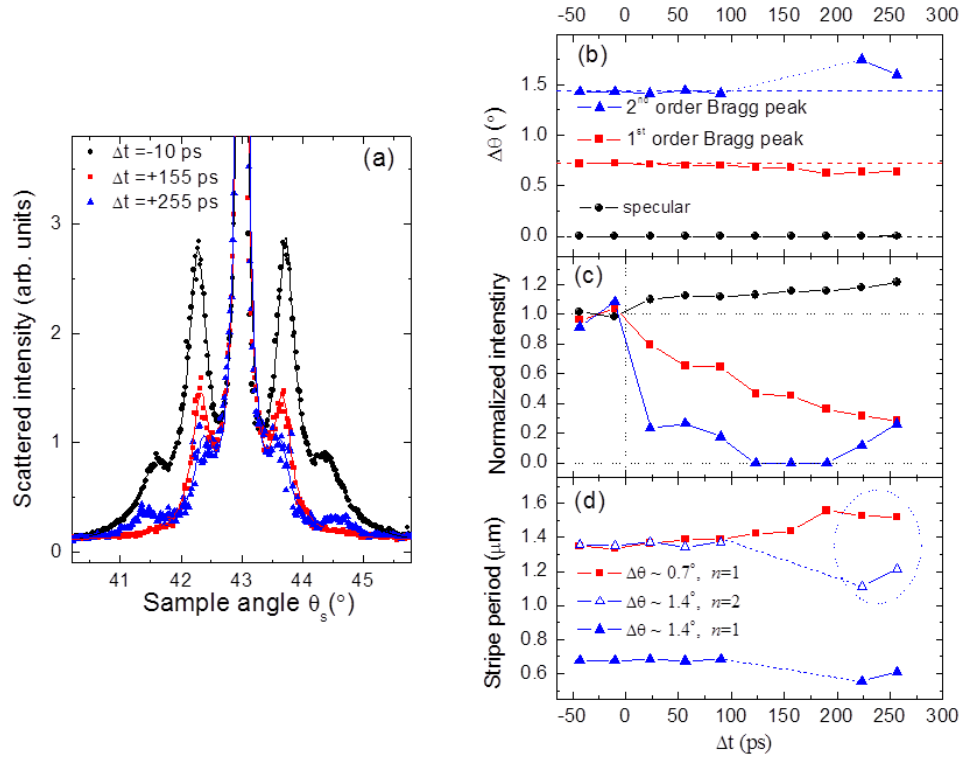 (a)
Δt =-10 ps
Δt =+155 ps
Δt =+255 ps
Scattered intensity (arb. units)
3
2
1
0
41 42 43 44 45
Sample angle θs(°)
-50 0 50 100 150 200 250 300
(b)
Δθ (°)
1.5
1.0
0.5
0.0
2nd order Bragg peak
1st order Bragg peak
specular
(c)
Normalized intenstiry
1.2
1.0
0.8
0.6
0.4
0.2
0.0
(d)
Stripe period (μm)
1.6
1.4
1.2
1.0
0.8
0.6
Δθ ~ 0.7°, n=1
Δθ ~ 1.4°, n=2
Δθ ~ 1.4°, n=1
-50 0 50 100 150 200 250 300
Δt (ps)